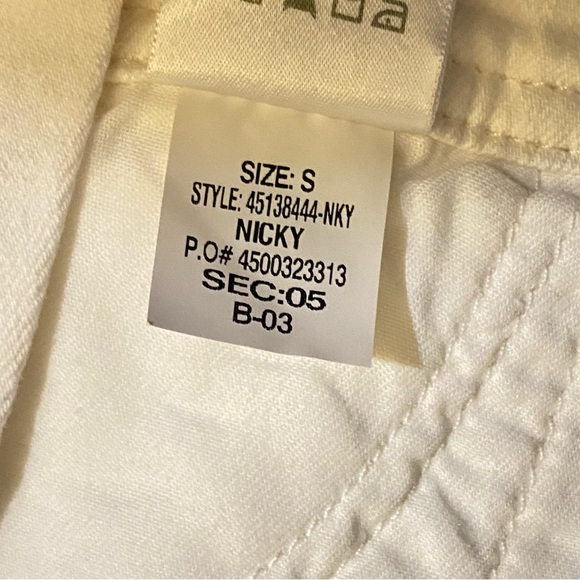 SIZE: S
STYLE: 45138444-NKY
NICKY
P.O# 4500323313
SEC:05
B-03